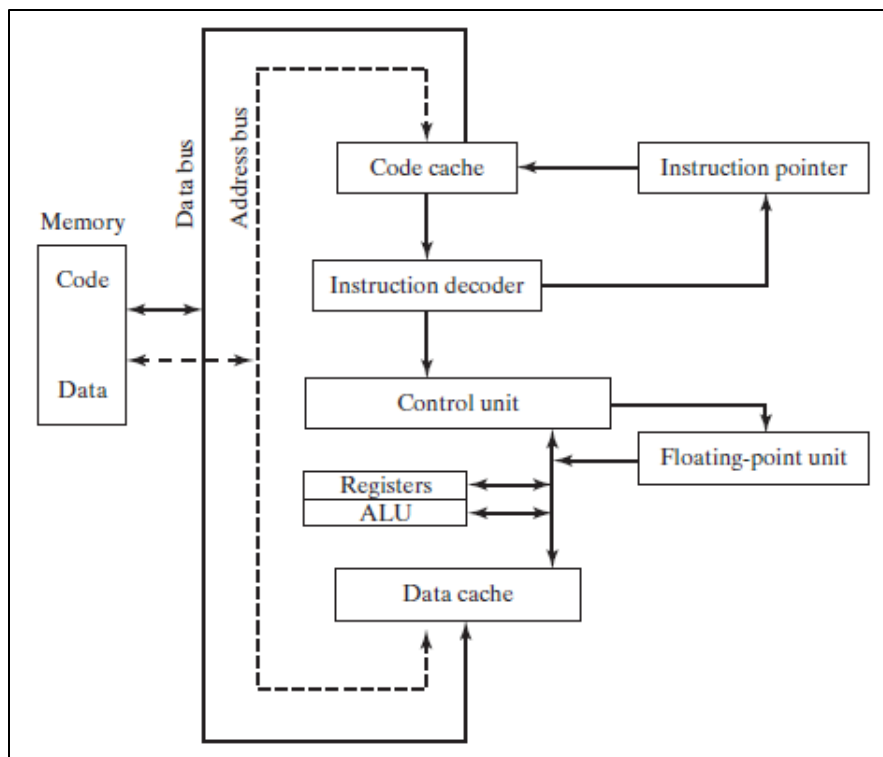 Data bus
Address bus
Code cache
Instruction pointer
Memory
Code
Instruction decoder
Data
Control unit
Floating-point unit
Registers
ALU
Data cache